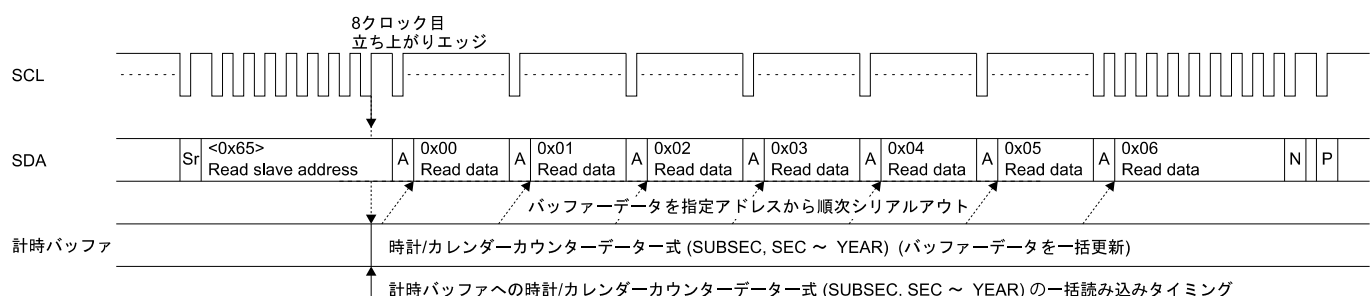 8クロック目
立ち上がりエッジ
SCL
SDA
Sr
<0x65>
Read slave address
A
0x00
Read data
A
0x01
Read data
A
0x02
Read data
A
0x03
Read data
A
0x04
Read data
A
0x05
Read data
A
0x06
Read data
N
P
バッファーデータを指定アドレスから順次シリアルアウト
計時バッファ
時計/カレンダーカウンターデーター式 (SUBSEC, SEC ～ YEAR) (バッファーデータを一括更新)
計時バッファへの時計/カレンダーカウンターデーター式 (SUBSEC, SEC ～ YEAR) の一括読み込みタイミング